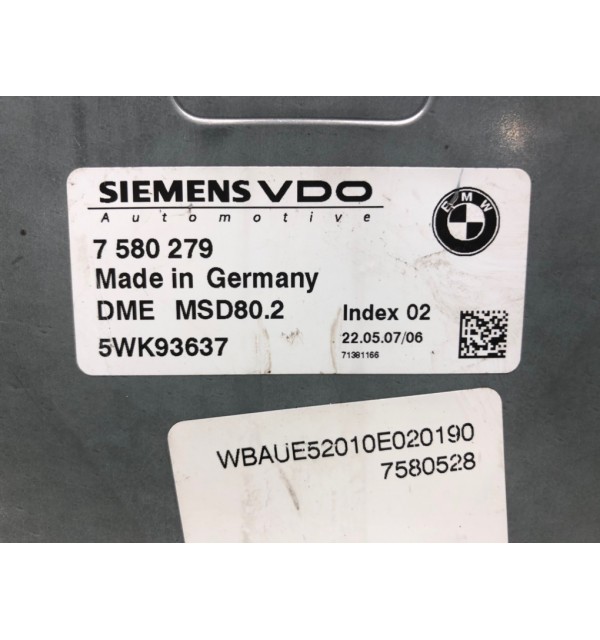 SIEMENS VDO
Automotive
BMW
7 580 279
Made in Germany
DME MSD80.2 Index 02
5WK93637 22.05.07/06
71381166
WBAUE52010E020190
7580528